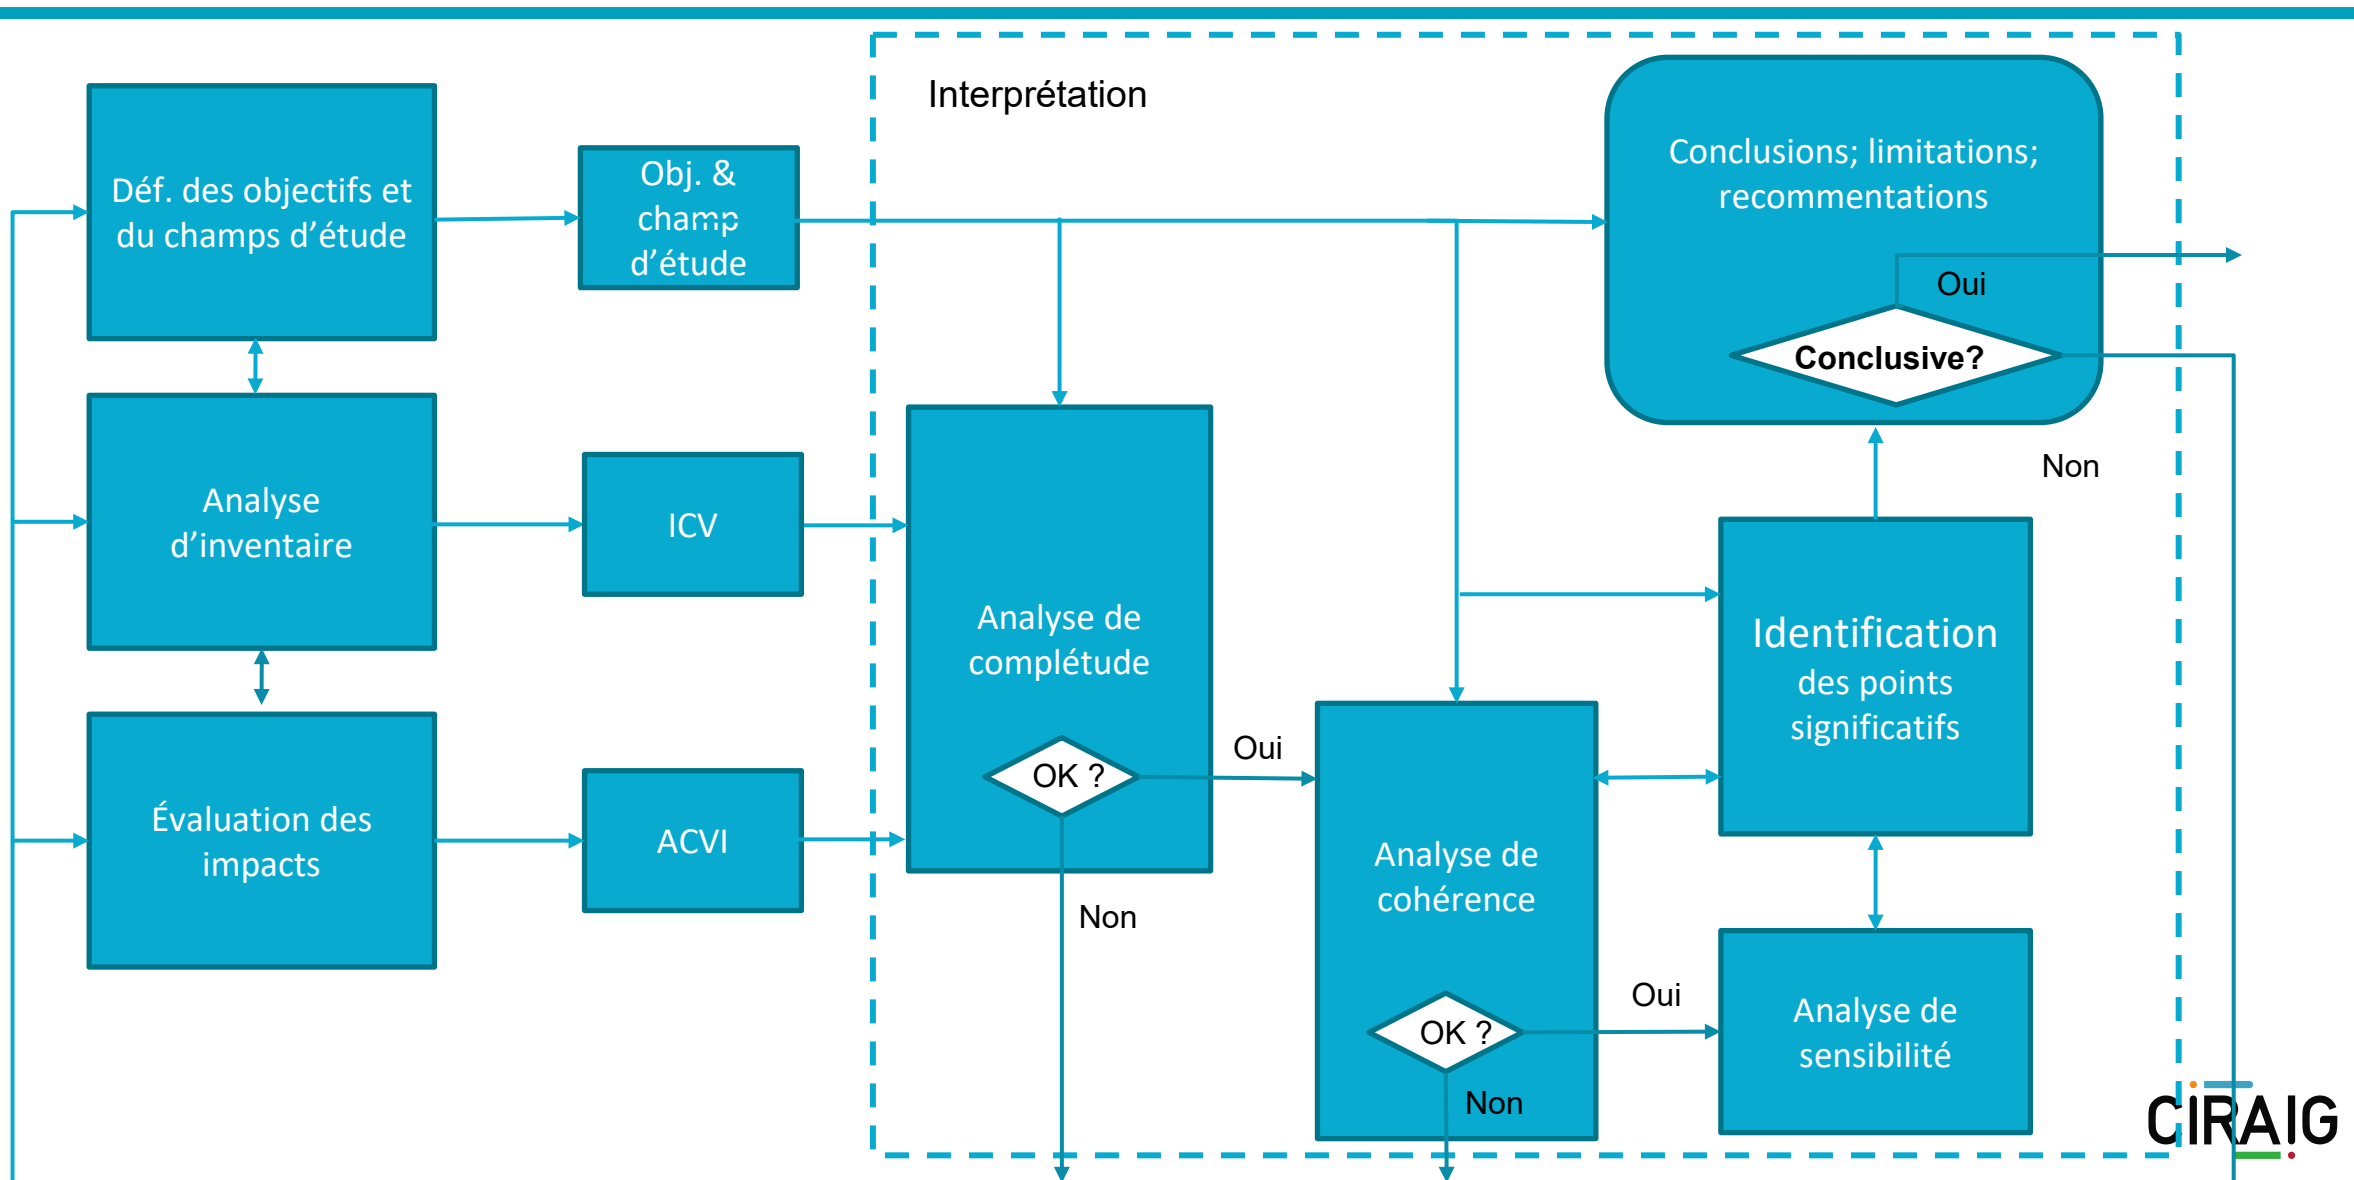 Interprétation
Déf. des objectifs et
du champs d’étude
Obj. &
champ
d’étude
Conclusions; limitations;
recommentations
Oui
Conclusive?
Non
Analyse
d’inventaire
ICV
Analyse de
complétude
OK ?
Oui
Non
Identification
des points
significatifs
Évaluation des
impacts
ACVI
Analyse de
cohérence
OK ?
Oui
Non
Analyse de
sensibilité
CIRAIG